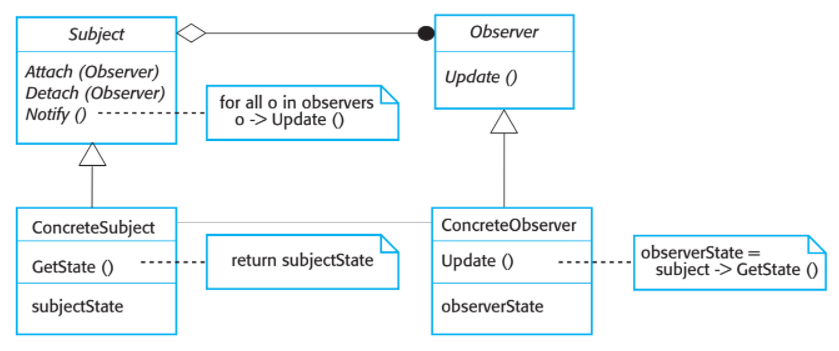 Subject
Attach (Observer)
Detach (Observer)
Notify ()
for all o in observers
o -> Update ()
Observer
Update ()
ConcreteSubject
GetState ()
subjectState
return subjectState
ConcreteObserver
Update ()
observerState
observerState =
subject -> GetState ()